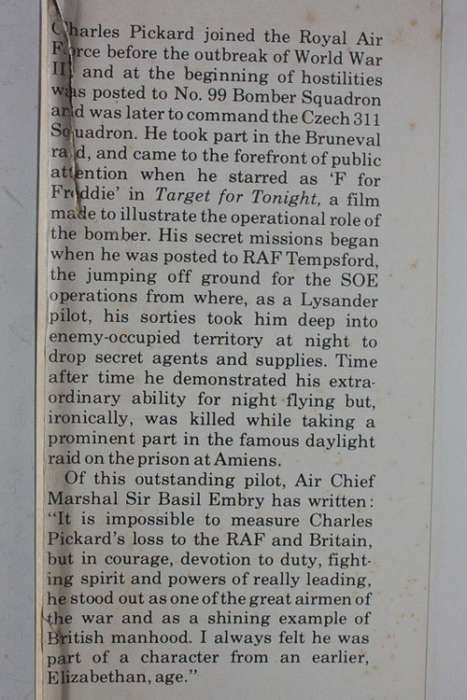 Charles Pickard joined the Royal Air
Force before the outbreak of World War
II and at the beginning of hostilities
was posted to No. 99 Bomber Squadron
and was later to command the Czech 311
Squadron. He took part in the Bruneval
raid, and came to the forefront of public
attention when he starred as 'F for
Freddie' in Target for Tonight, a film
made to illustrate the operational role of
the bomber. His secret missions began
when he was posted to RAF Tempsford,
the jumping off ground for the SOE
operations from where, as a Lysander
pilot, his sorties took him deep into
enemy-occupied territory at night to
drop secret agents and supplies. Time
after time he demonstrated his extra-
ordinary ability for night flying but,
ironically, was killed while taking a
prominent part in the famous daylight
raid on the prison at Amiens.
Of this outstanding pilot, Air Chief
Marshal Sir Basil Embry has written:
"It is impossible to measure Charles
Pickard's loss to the RAF and Britain,
but in courage, devotion to duty, fight-
ing spirit and powers of really leading,
he stood out as one of the great airmen of
the war and as a shining example of
British manhood. I always felt he was
part of a character from an earlier,
Elizabethan, age."